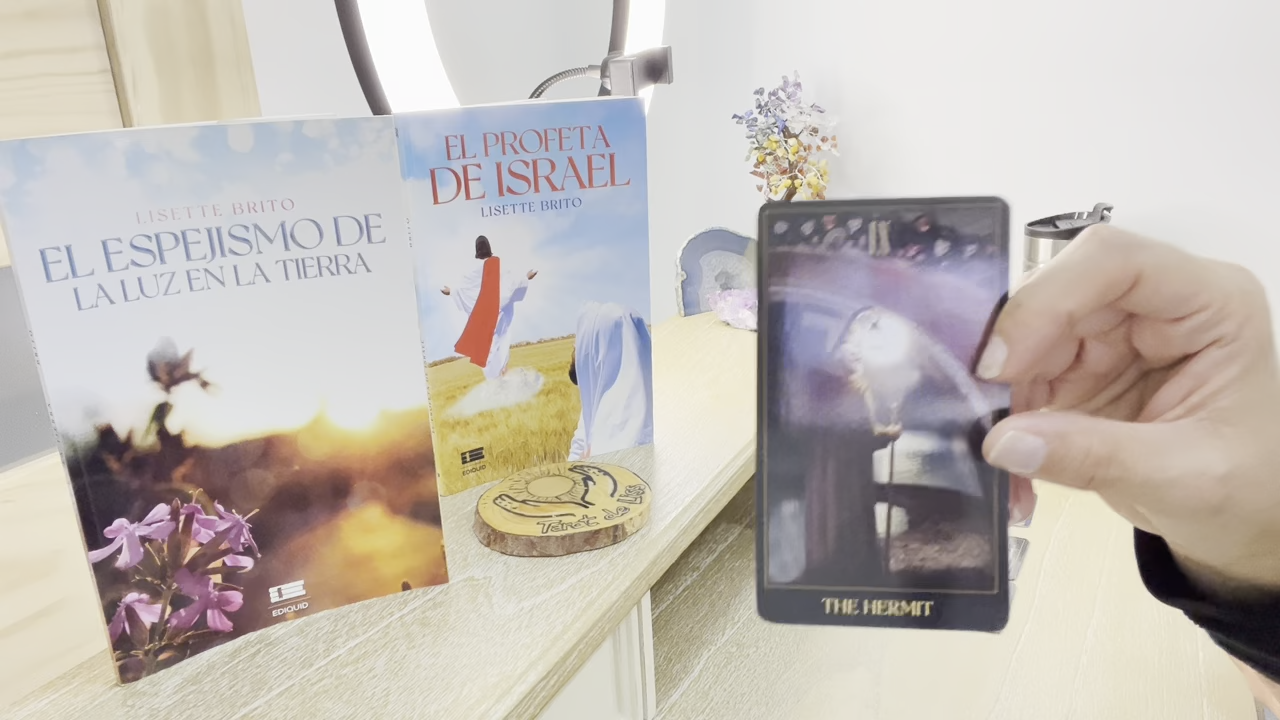 LISETTE BRITO
EL ESPEJISMO DE
LA LUZ EN LA TIERRA
EDIQUID
EL PROFETA
DE ISRAEL
LISETTE BRITO
EDIQUID
Tarot de Liss
THE HERMIT